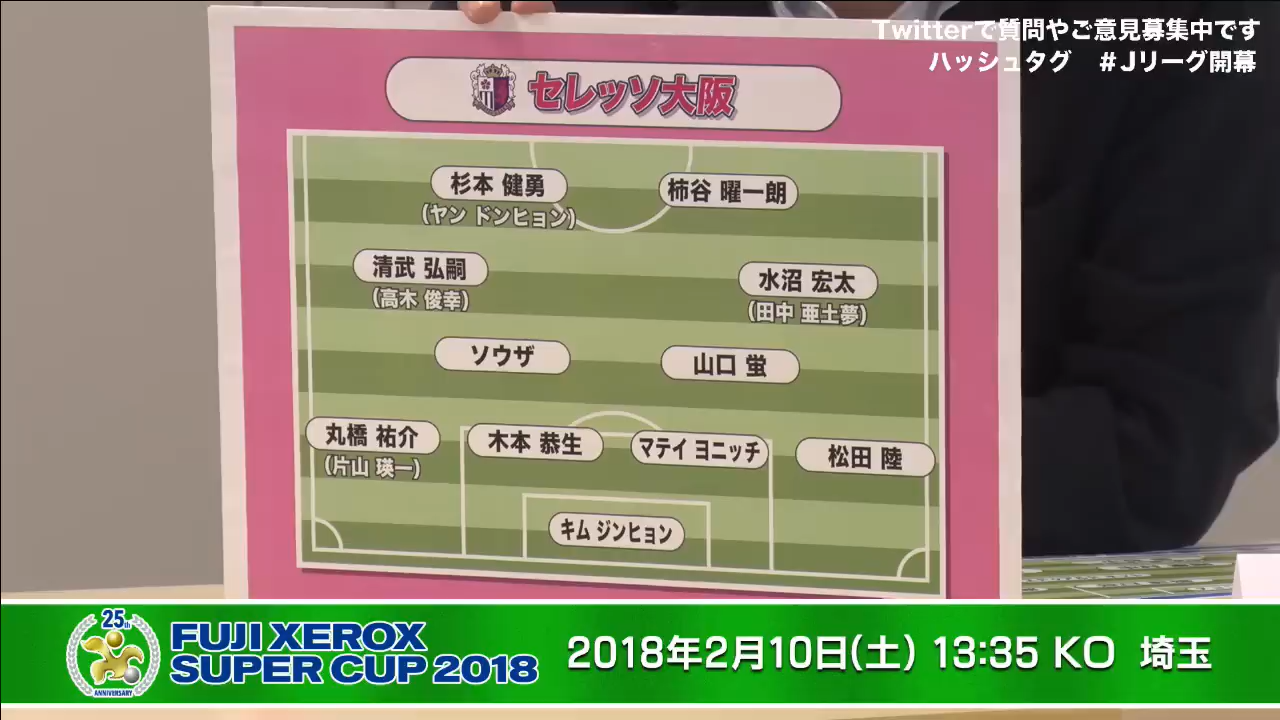 Twitterで質問やご意見募集中です
ハッシュタグ #Jリーグ開幕
セレッソ大阪
杉本 健勇
柿谷 曜一朗
(ヤン ドンヒョン)
清武 弘嗣
水沼 宏太
(高木 俊幸)
(田中 亜土夢)
ソウザ
山口 蛍
丸橋 祐介
木本 恭生
マテイ ヨニッチ
松田 陸
(片山 瑛一)
キム ジンヒョン
25th
ANNIVERSARY
FUJI XEROX
SUPER CUP 2018
2018年2月10日(土) 13:35 KO 埼玉